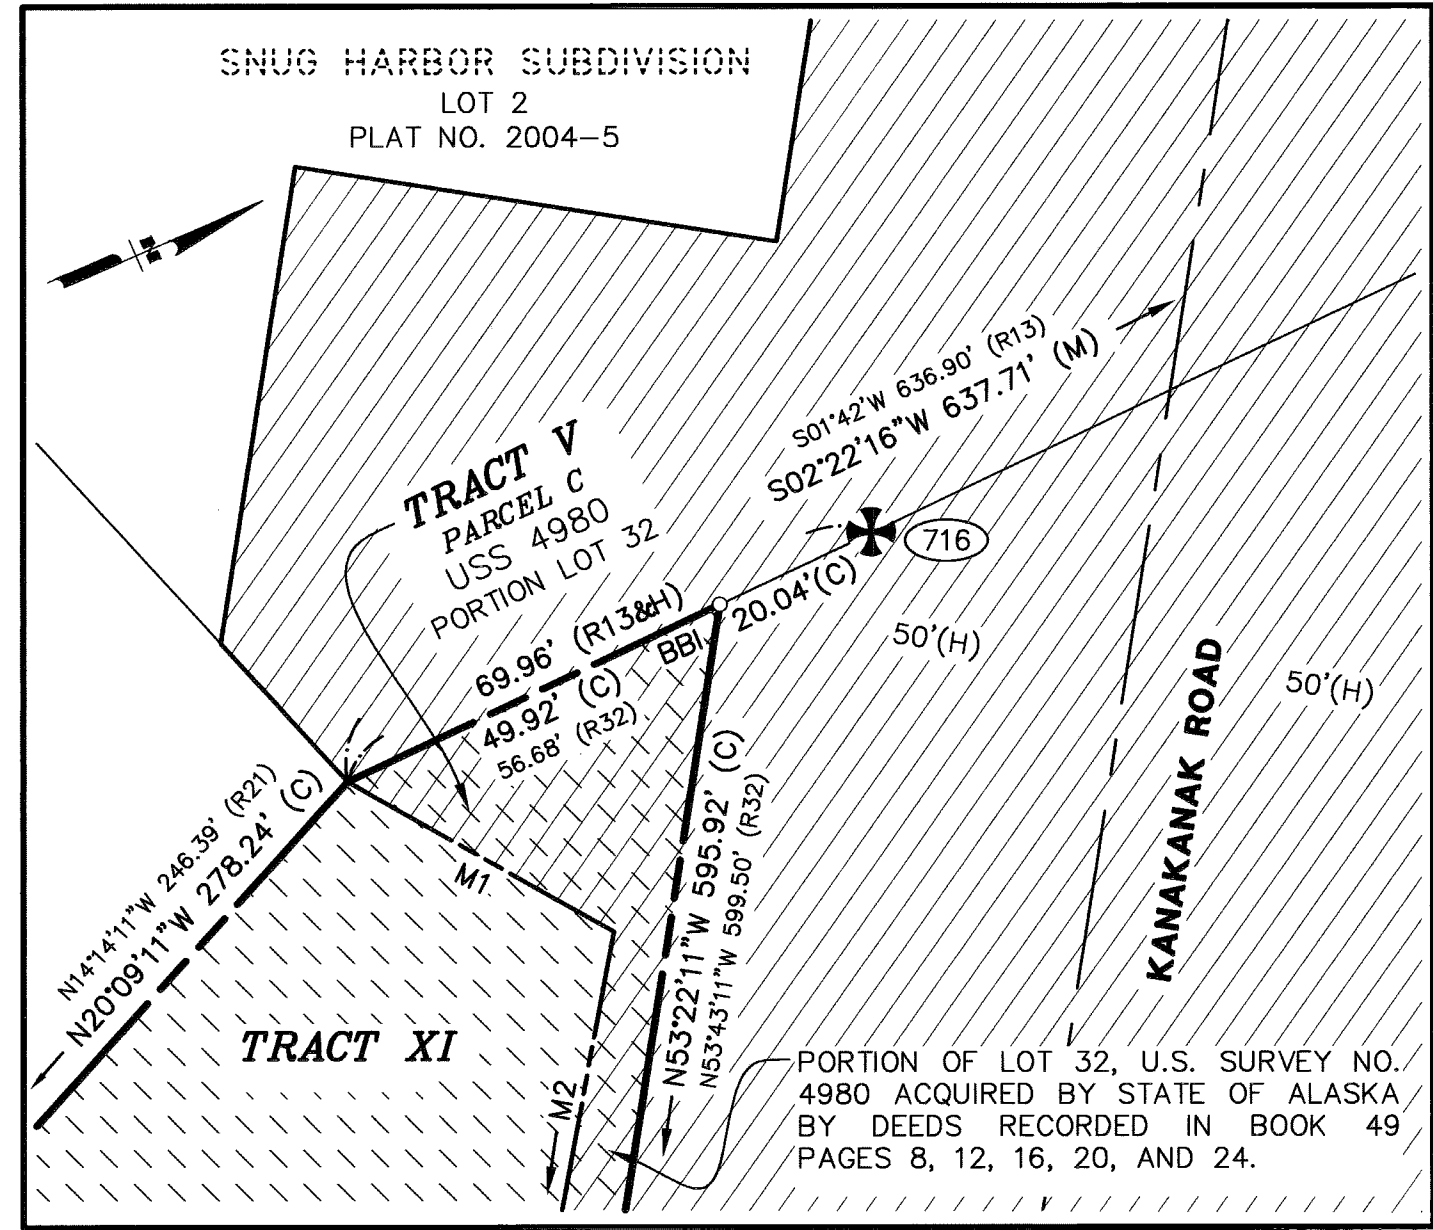 SNUG HARBOR SUBDIVISION
LOT 2
PLAT NO. 2004-5
N
S01°42'W 636.90' (R13)
S02°22'16"W 637.71' (M)
TRACT V
PARCEL C
USS 4980
PORTION LOT 32
716
20.04'(C)
69.96' (R13&H)
BBI
49.92' (C)
56.68' (R32)
50'(H)
50'(H)
KANAKANAK ROAD
N14°14'11"W 246.39' (R21)
N20°09'11"W 278.24' (C)
M1
N53°22'11"W 595.92' (C)
N53°43'11"W 599.50' (R32)
TRACT XI
M2
PORTION OF LOT 32, U.S. SURVEY NO.
4980 ACQUIRED BY STATE OF ALASKA
BY DEEDS RECORDED IN BOOK 49
PAGES 8, 12, 16, 20, AND 24.